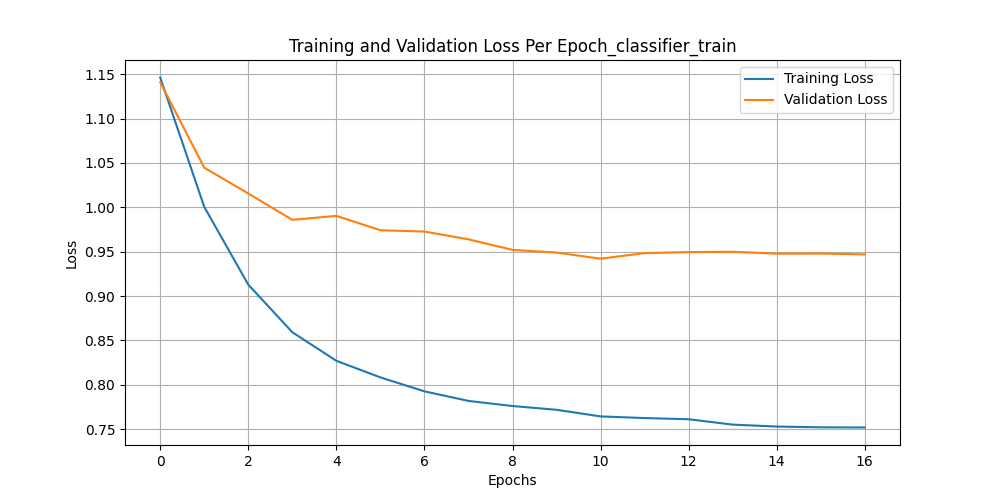 Training and Validation Loss Per Epoch_classifier_train
Training Loss
Validation Loss
1.15
1.10
1.05
1.00
0.95
0.90
0.85
0.80
0.75
Loss
0 2 4 6 8 10 12 14 16
Epochs